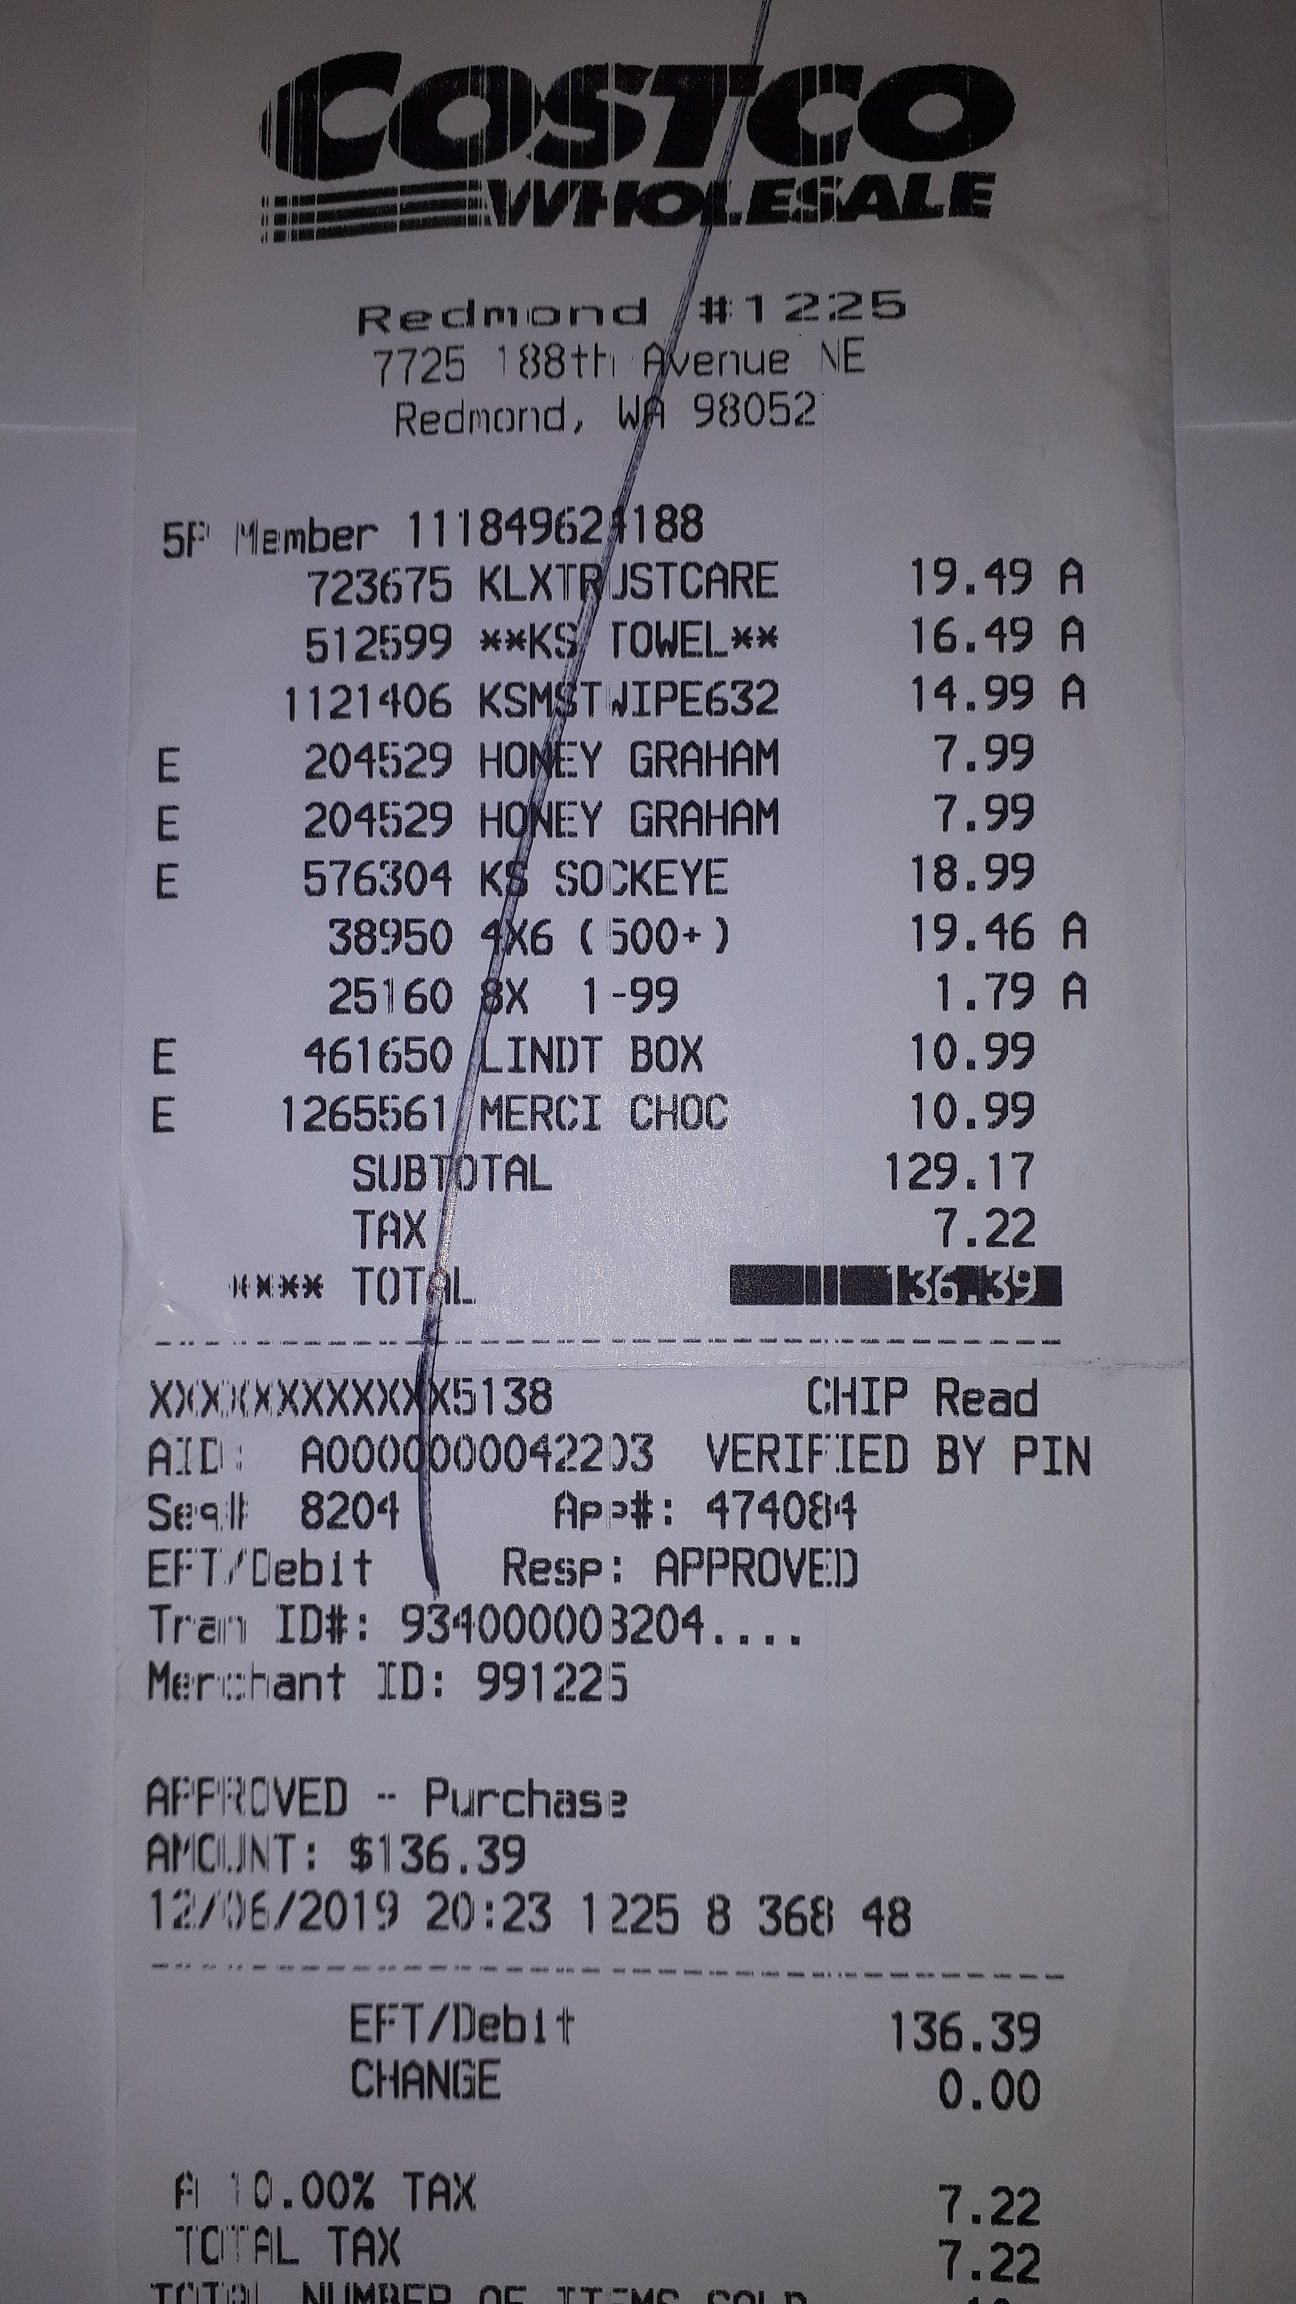 COSTCO
WHOLESALE
Redmond #1225
7725 188th Avenue NE
Redmond, WA 98052
5P Member 111849624188
723675 KLXTRUSTCARE 19.49 A
512599 **KS TOWEL** 16.49 A
1121406 KSMSTWIPE632 14.99 A
E 204529 HONEY GRAHAM 7.99
E 204529 HONEY GRAHAM 7.99
E 576304 KS SOCKEYE 18.99
38950 4X6 (500+) 19.46 A
25160 8X 1-99 1.79 A
E 461650 LINDT BOX 10.99
E 1265561 MERCI CHOC 10.99
SUBTOTAL 129.17
TAX 7.22
**** TOTAL 136.39
XXXXXXXXXXXX5138 CHIP Read
AID: A0000000042203 VERIFIED BY PIN
Seq# 8204 App#: 474084
EFT/Debit Resp: APPROVED
Tran ID#: 934000008204....
Merchant ID: 991225
APPROVED - Purchase
AMOUNT: $136.39
12/06/2019 20:23 1225 8 368 48
EFT/Debit 136.39
CHANGE 0.00
A 10.00% TAX 7.22
TOTAL TAX 7.22
TOTAL NUMBER OF ITEMS SOLD